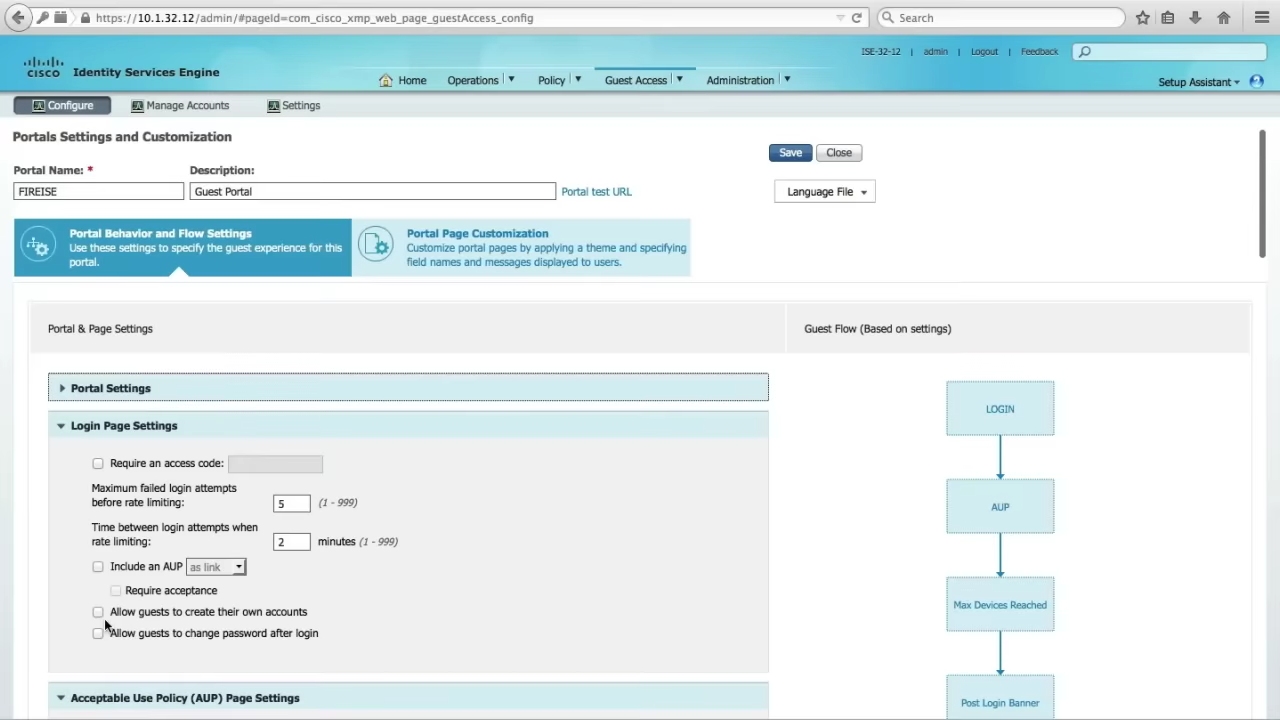 https://10.1.32.12/admin/#pageId=com_cisco_xmp_web_page_guestAccess_config
Search
ISE-32-12 | admin | Logout | Feedback
CISCO Identity Services Engine
Home Operations Policy Guest Access Administration
Setup Assistant
Configure Manage Accounts Settings
Portals Settings and Customization
Save Close
Portal Name: * Description:
FIREISE Guest Portal Portal test URL Language File
Portal Behavior and Flow Settings
Use these settings to specify the guest experience for this
portal.
Portal Page Customization
Customize portal pages by applying a theme and specifying
field names and messages displayed to users.
Portal & Page Settings
Guest Flow (Based on settings)
Portal Settings
Login Page Settings
Require an access code:
Maximum failed login attempts
before rate limiting: 5 (1 - 999)
Time between login attempts when
rate limiting: 2 minutes (1 - 999)
Include an AUP as link
Require acceptance
Allow guests to create their own accounts
Allow guests to change password after login
Acceptable Use Policy (AUP) Page Settings
LOGIN
AUP
Max Devices Reached
Post Login Banner